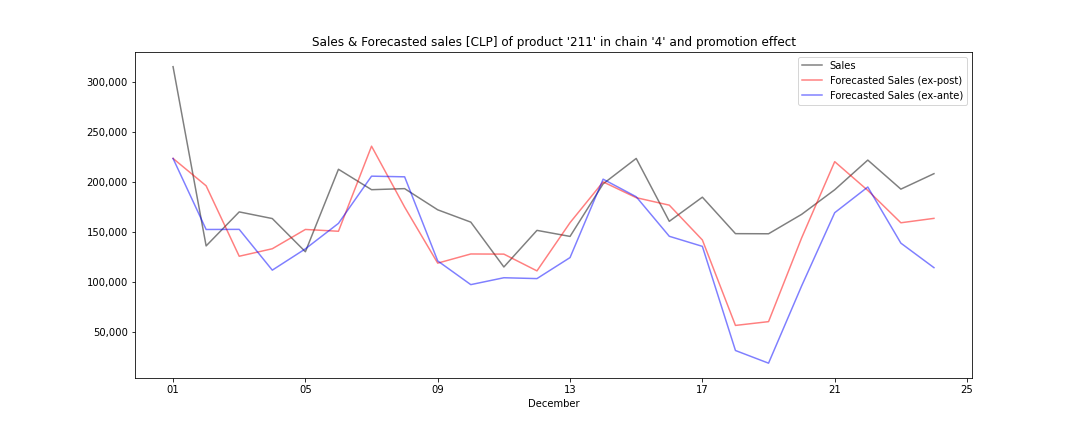 Sales & Forecasted sales [CLP] of product '211' in chain '4' and promotion effect
Sales
Forecasted Sales (ex-post)
Forecasted Sales (ex-ante)
300,000
250,000
200,000
150,000
100,000
50,000
01 05 09 13 17 21 25
December